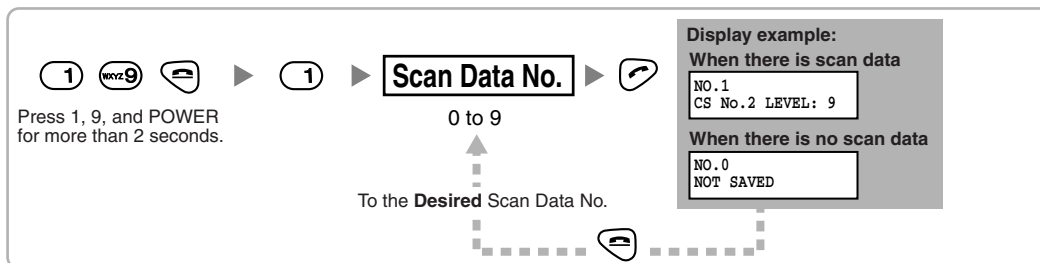 1) WXYZ9
1)
Scan Data No.
Press 1, 9, and POWER
for more than 2 seconds.
0 to 9
To the Desired Scan Data No.
Display example:
When there is scan data
NO.1
CS No.2 LEVEL: 9
When there is no scan data
NO.0
NOT SAVED